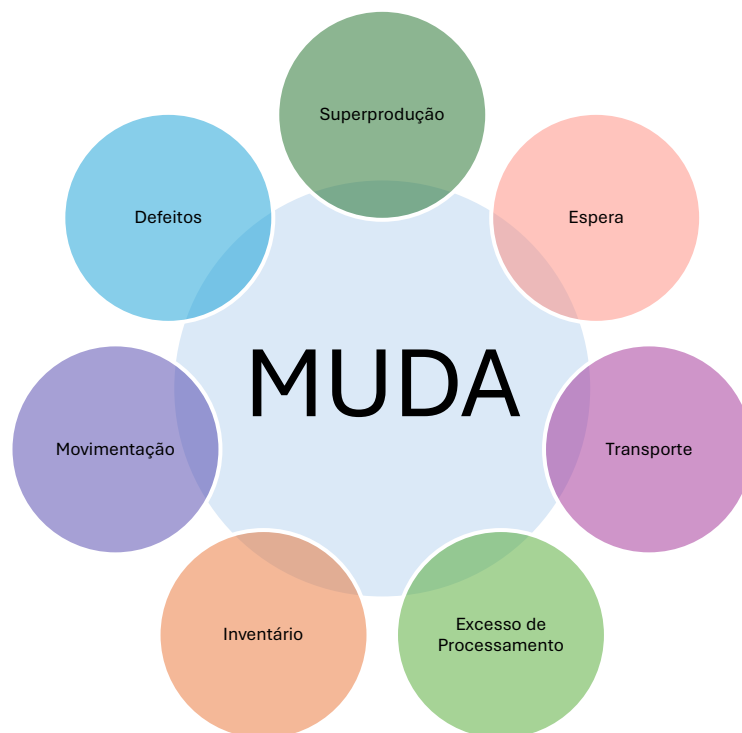 Superprodução
Defeitos
Espera
MUDA
Movimentação
Transporte
Inventário
Excesso de
Processamento